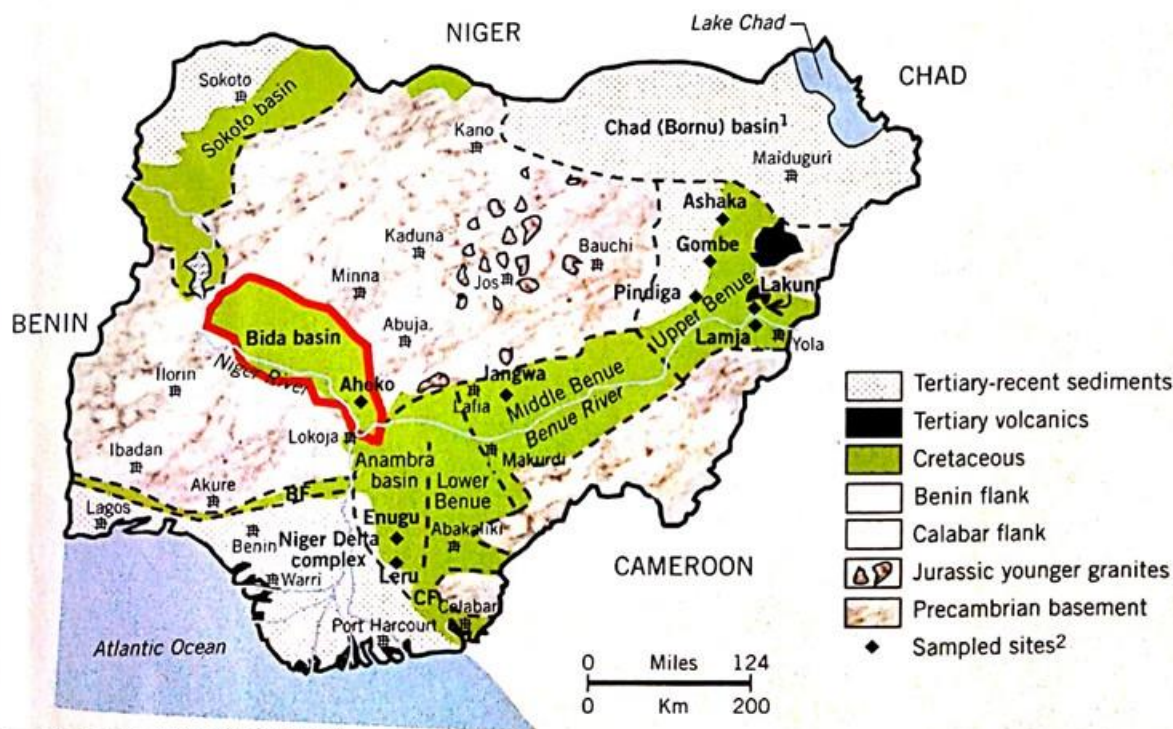 NIGER
Lake Chad
CHAD
Sokoto
Sokoto basin
Kano
Chad (Bornu) basin1
Maiduguri
Ashaka
Kaduna
Gombe
Bauchi
Minna
Jos
Pindiga
Lakun
BENIN
Upper Benue
Abuja
Bida basin
Lamja
Yola
Niger River
Jangwa
Ilorin
Aheko
Middle Benue
Lafia
Benue River
Lokoja
Ibadan
Makurdi
Anambra
basin
Lower
Benue
Akure
BF
Lagos
Enugu
Abakaliki
Benin
Niger Delta
complex
Warri
Leru
CAMEROON
CF
Calabar
Port Harcourt
Atlantic Ocean
Tertiary-recent sediments
Tertiary volcanics
Cretaceous
Benin flank
Calabar flank
Jurassic younger granites
Precambrian basement
Sampled sites2
0 Miles 124
0 Km 200